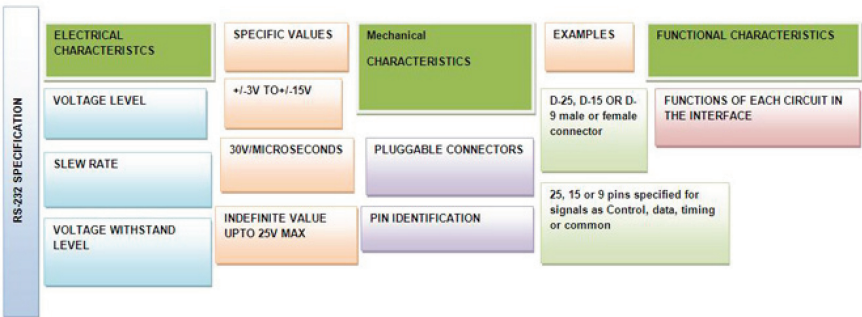 RS-232 SPECIFICATION
ELECTRICAL
CHARACTERISTCS
VOLTAGE LEVEL
SLEW RATE
VOLTAGE WITHSTAND
LEVEL
SPECIFIC VALUES
+/-3V TO+/-15V
30V/MICROSECONDS
INDEFINITE VALUE
UPTO 25V MAX
Mechanical
CHARACTERISTICS
PLUGGABLE CONNECTORS
PIN IDENTIFICATION
EXAMPLES
D-25, D-15 OR D-
9 male or female
connector
25, 15 or 9 pins specified for
signals as Control, data, timing
or common
FUNCTIONAL CHARACTERISTICS
FUNCTIONS OF EACH CIRCUIT IN
THE INTERFACE